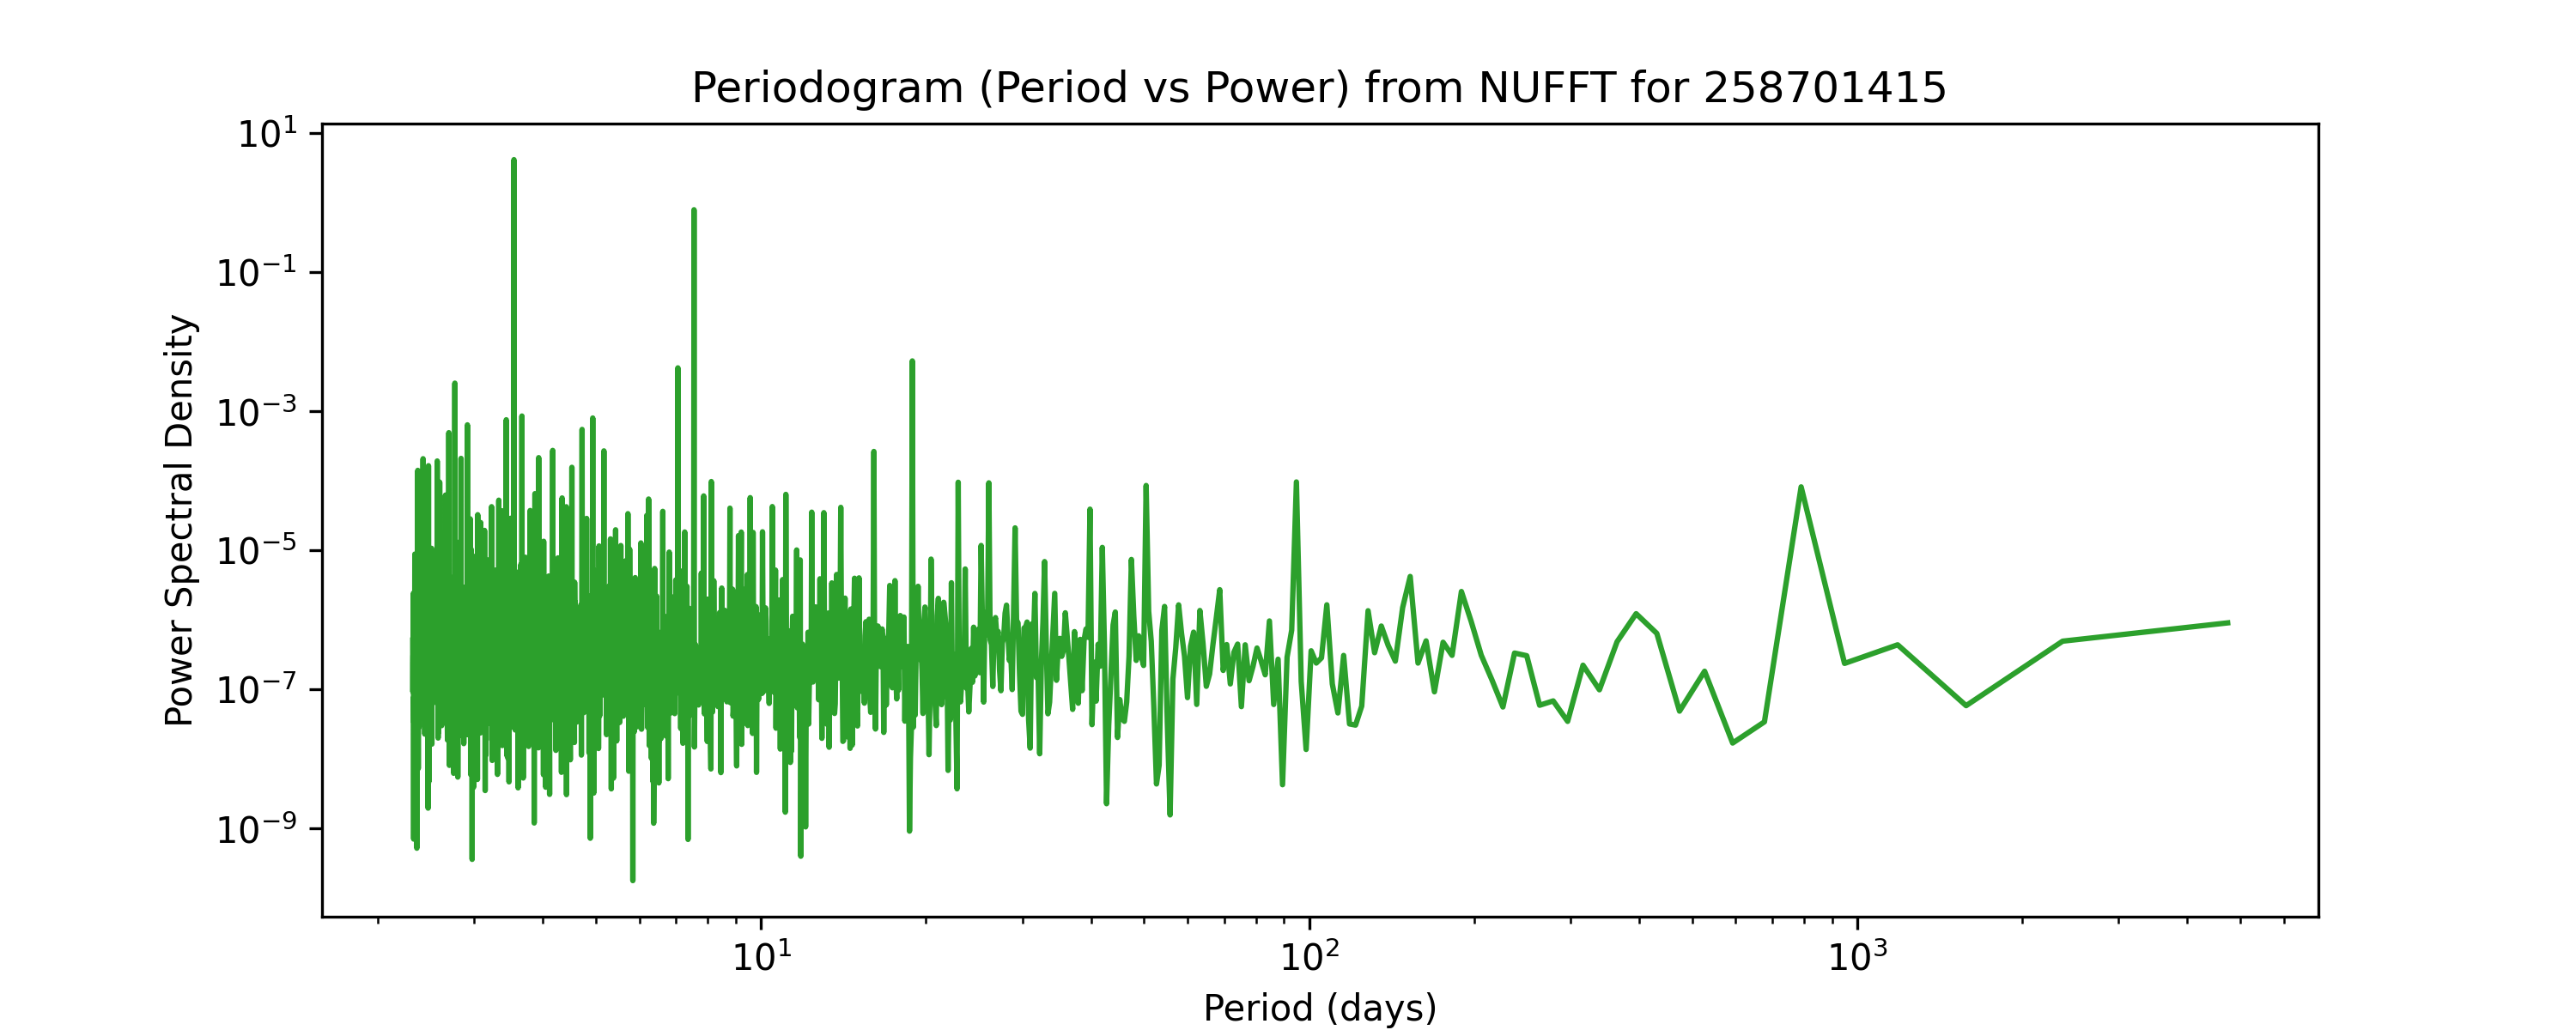 Periodogram (Period vs Power) from NUFFT for 258701415
Power Spectral Density
10¹
10⁻¹
10⁻³
10⁻⁵
10⁻⁷
10⁻⁹
10¹ 10² 10³
Period (days)